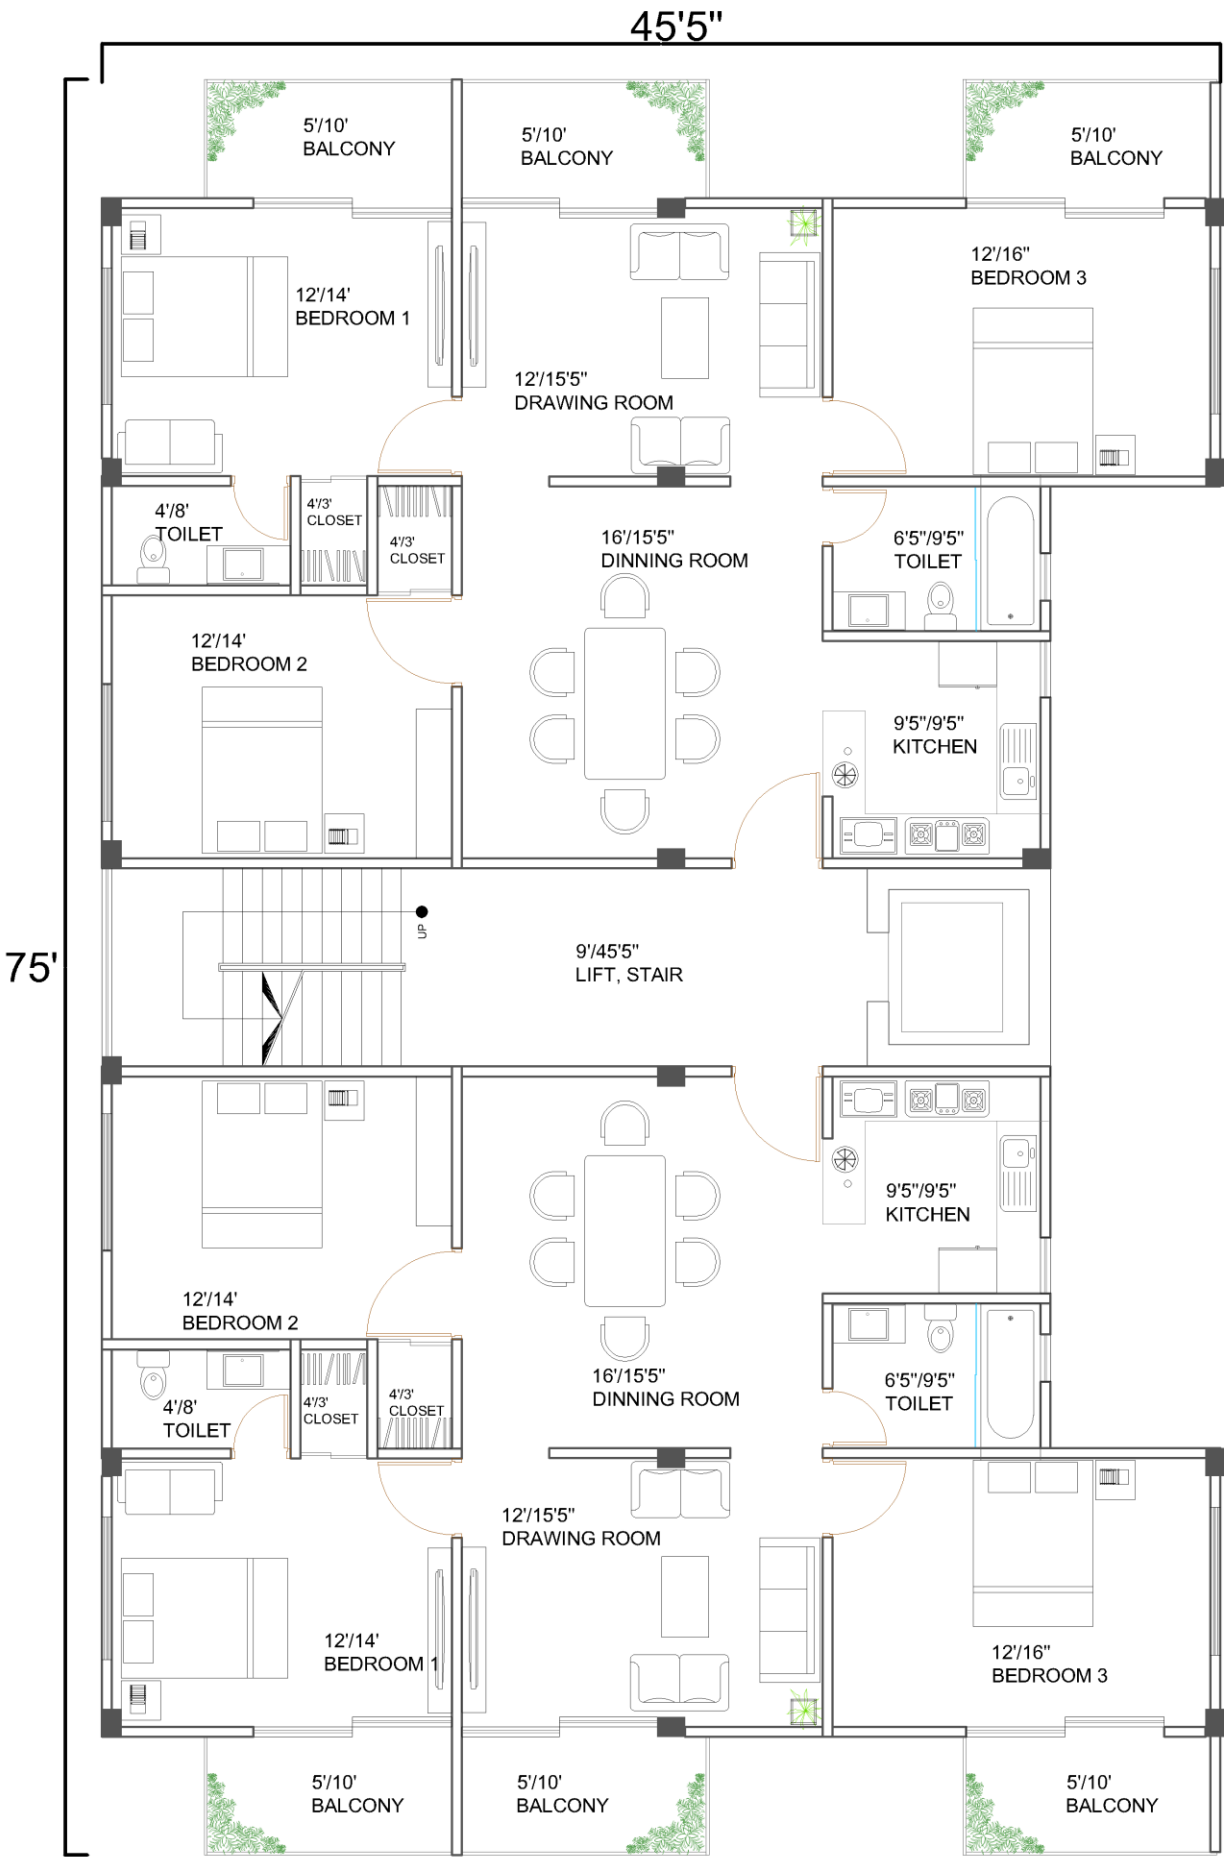 45'5"
5'/10'
BALCONY
5'/10'
BALCONY
5'/10'
BALCONY
12'/14'
BEDROOM 1
12'/15'5"
DRAWING ROOM
12'/16"
BEDROOM 3
4'/8'
TOILET
4'/3'
CLOSET
4'/3'
CLOSET
16'/15'5"
DINNING ROOM
6'5"/9'5"
TOILET
12'/14'
BEDROOM 2
9'5"/9'5"
KITCHEN
UP
75'
9'/45'5"
LIFT, STAIR
9'5"/9'5"
KITCHEN
12'/14'
BEDROOM 2
16'/15'5"
DINNING ROOM
6'5"/9'5"
TOILET
4'/8'
TOILET
4'/3'
CLOSET
4'/3'
CLOSET
12'/15'5"
DRAWING ROOM
12'/14'
BEDROOM 1
12'/16"
BEDROOM 3
5'/10'
BALCONY
5'/10'
BALCONY
5'/10'
BALCONY